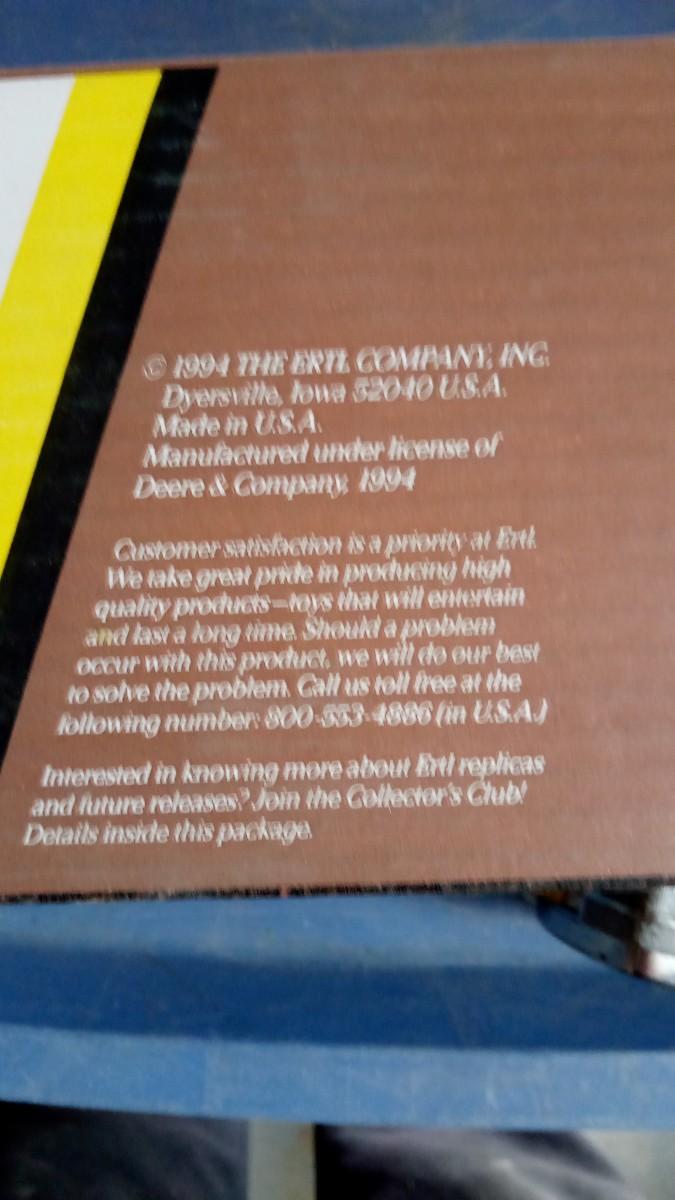 © 1994 THE ERTL COMPANY, INC.
Dyersville, Iowa 52040 U.S.A.
Made in U.S.A.
Manufactured under license of
Deere & Company, 1994
Customer satisfaction is a priority at Ertl.
We take great pride in producing high
quality products—toys that will entertain
and last a long time. Should a problem
occur with this product, we will do our best
to solve the problem. Call us toll free at the
following number: 800-553-4886 (in U.S.A.)
Interested in knowing more about Ertl replicas
and future releases? Join the Collector's Club!
Details inside this package.